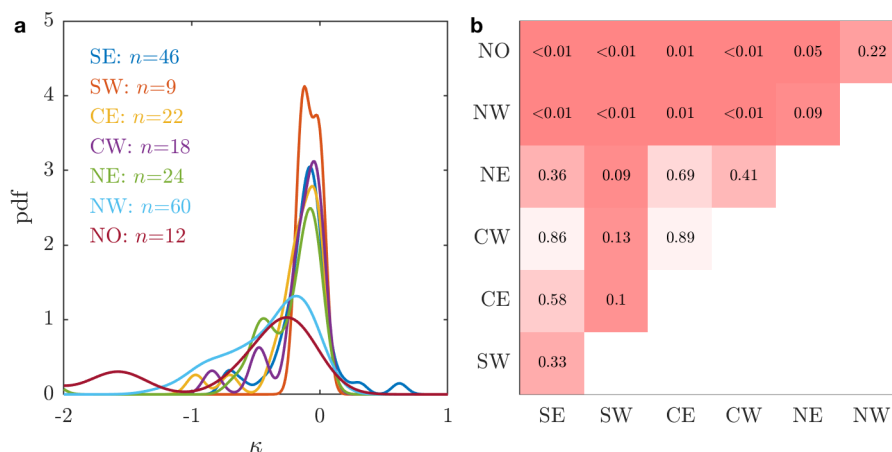 a
5
4
3
2
1
0
pdf
SE: n=46
SW: n=9
CE: n=22
CW: n=18
NE: n=24
NW: n=60
NO: n=12
-2 -1 0 1
κ
b
NO <0.01 <0.01 0.01 <0.01 0.05 0.22
NW <0.01 <0.01 0.01 <0.01 0.09
NE 0.36 0.09 0.69 0.41
CW 0.86 0.13 0.89
CE 0.58 0.1
SW 0.33
SE SW CE CW NE NW